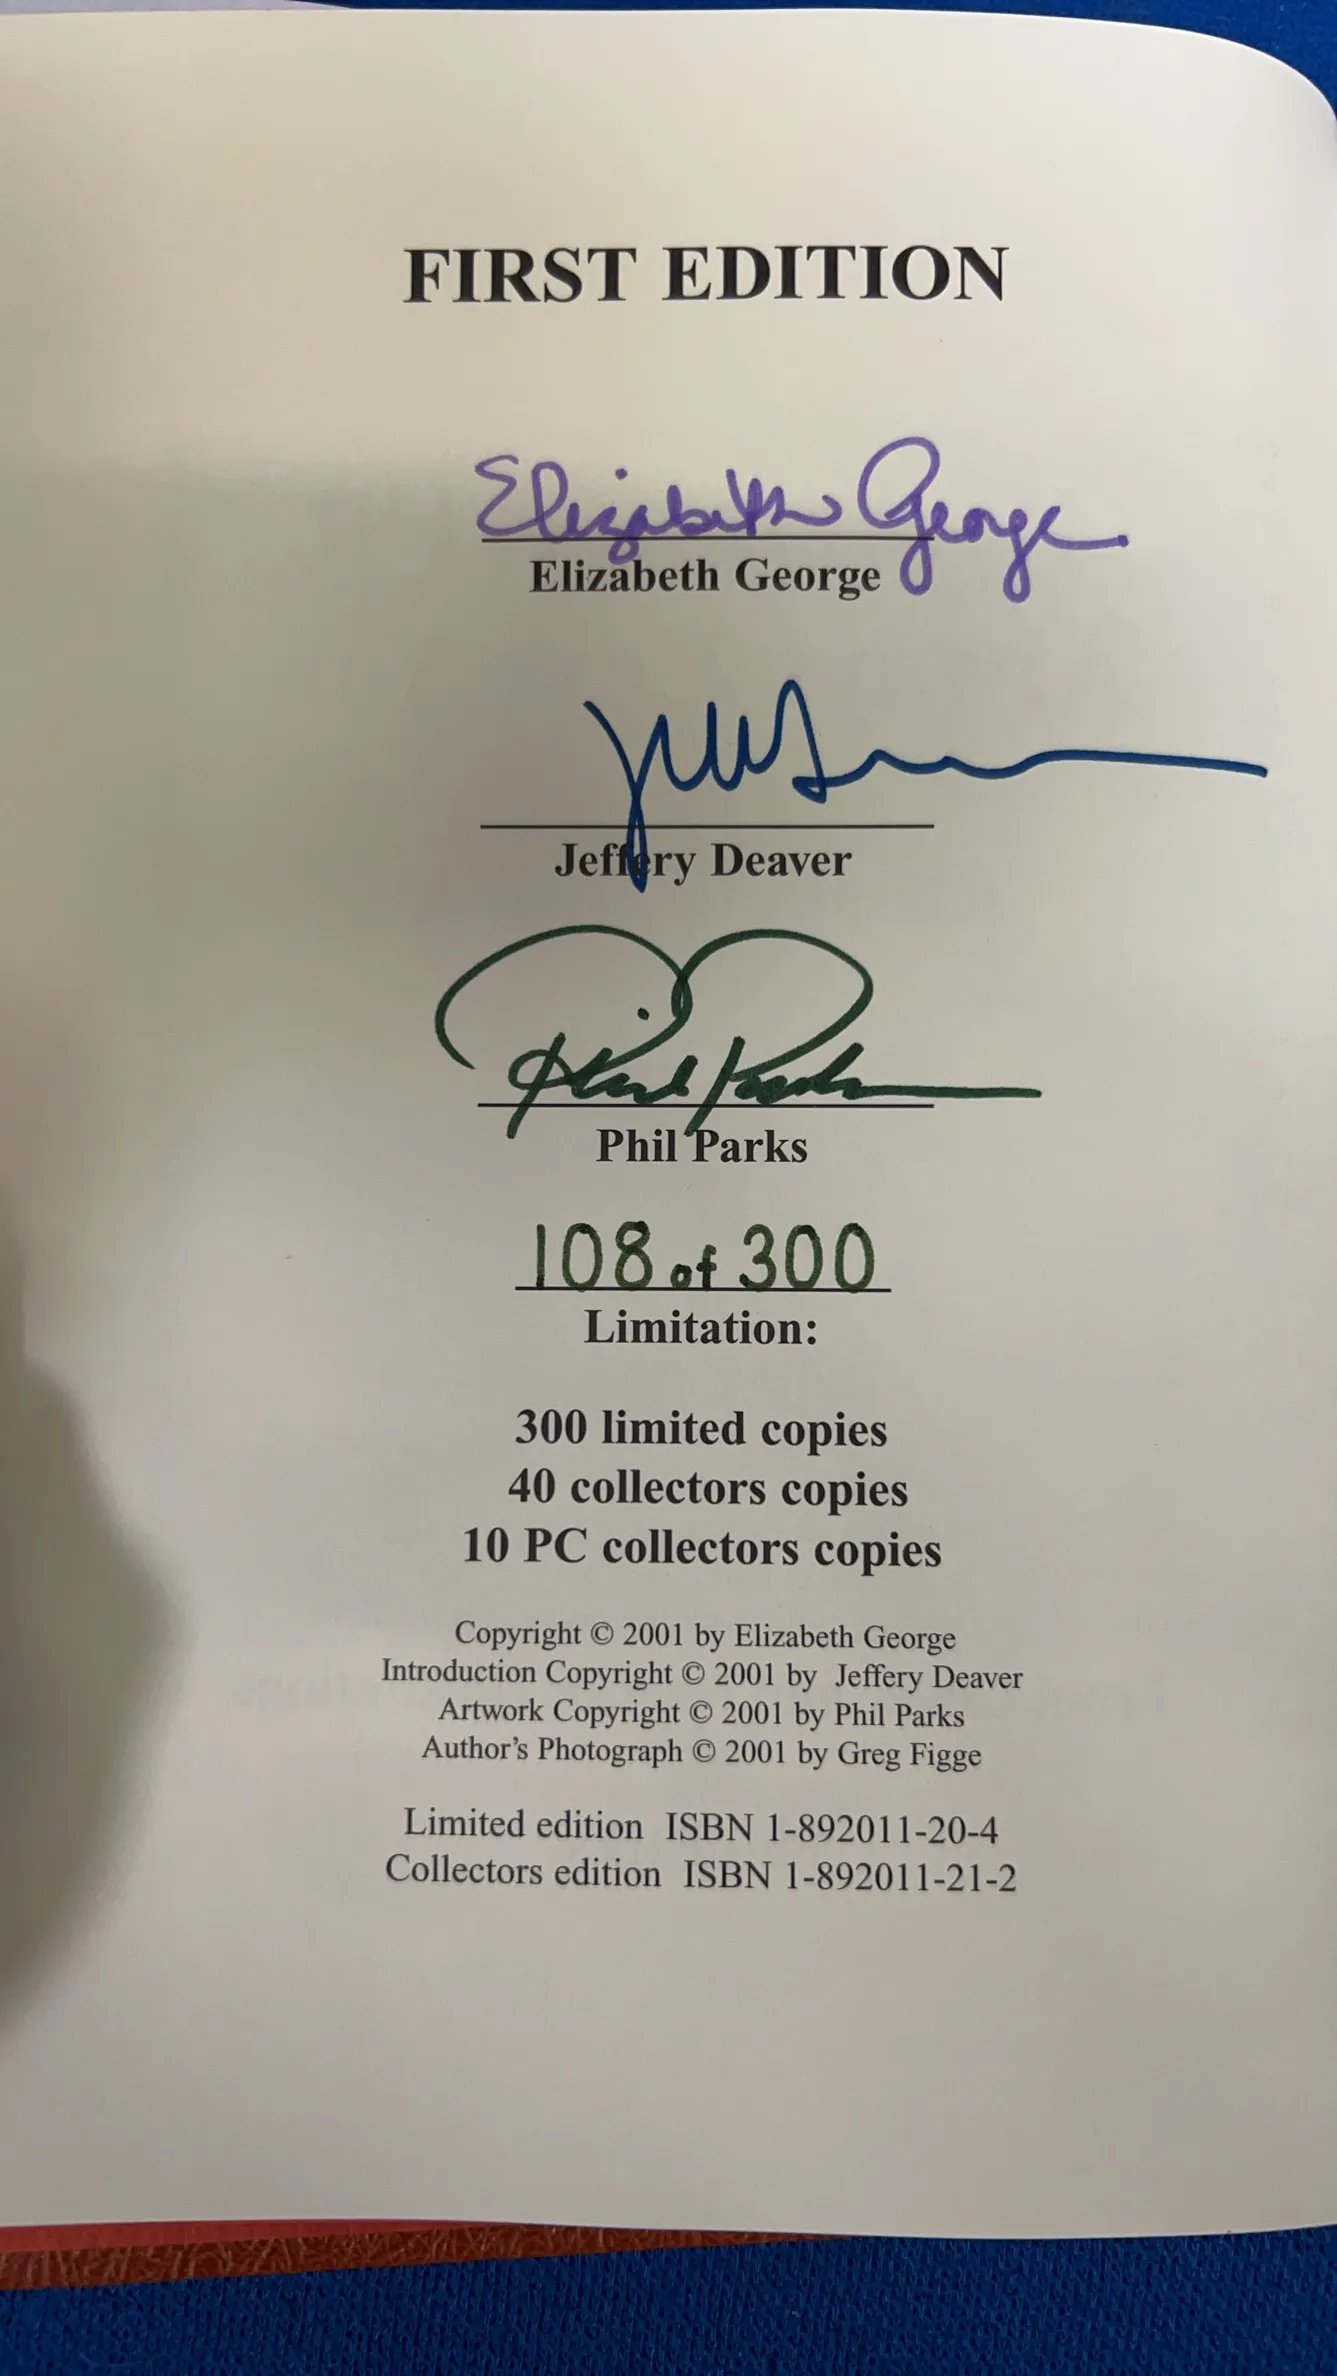 FIRST EDITION
Elizabeth George
Elizabeth George
Jeffery Deaver
Phil Parks
Phil Parks
108 of 300
Limitation:
300 limited copies
40 collectors copies
10 PC collectors copies
Copyright © 2001 by Elizabeth George
Introduction Copyright © 2001 by Jeffery Deaver
Artwork Copyright © 2001 by Phil Parks
Author’s Photograph © 2001 by Greg Figge
Limited edition ISBN 1-892011-20-4
Collectors edition ISBN 1-892011-21-2